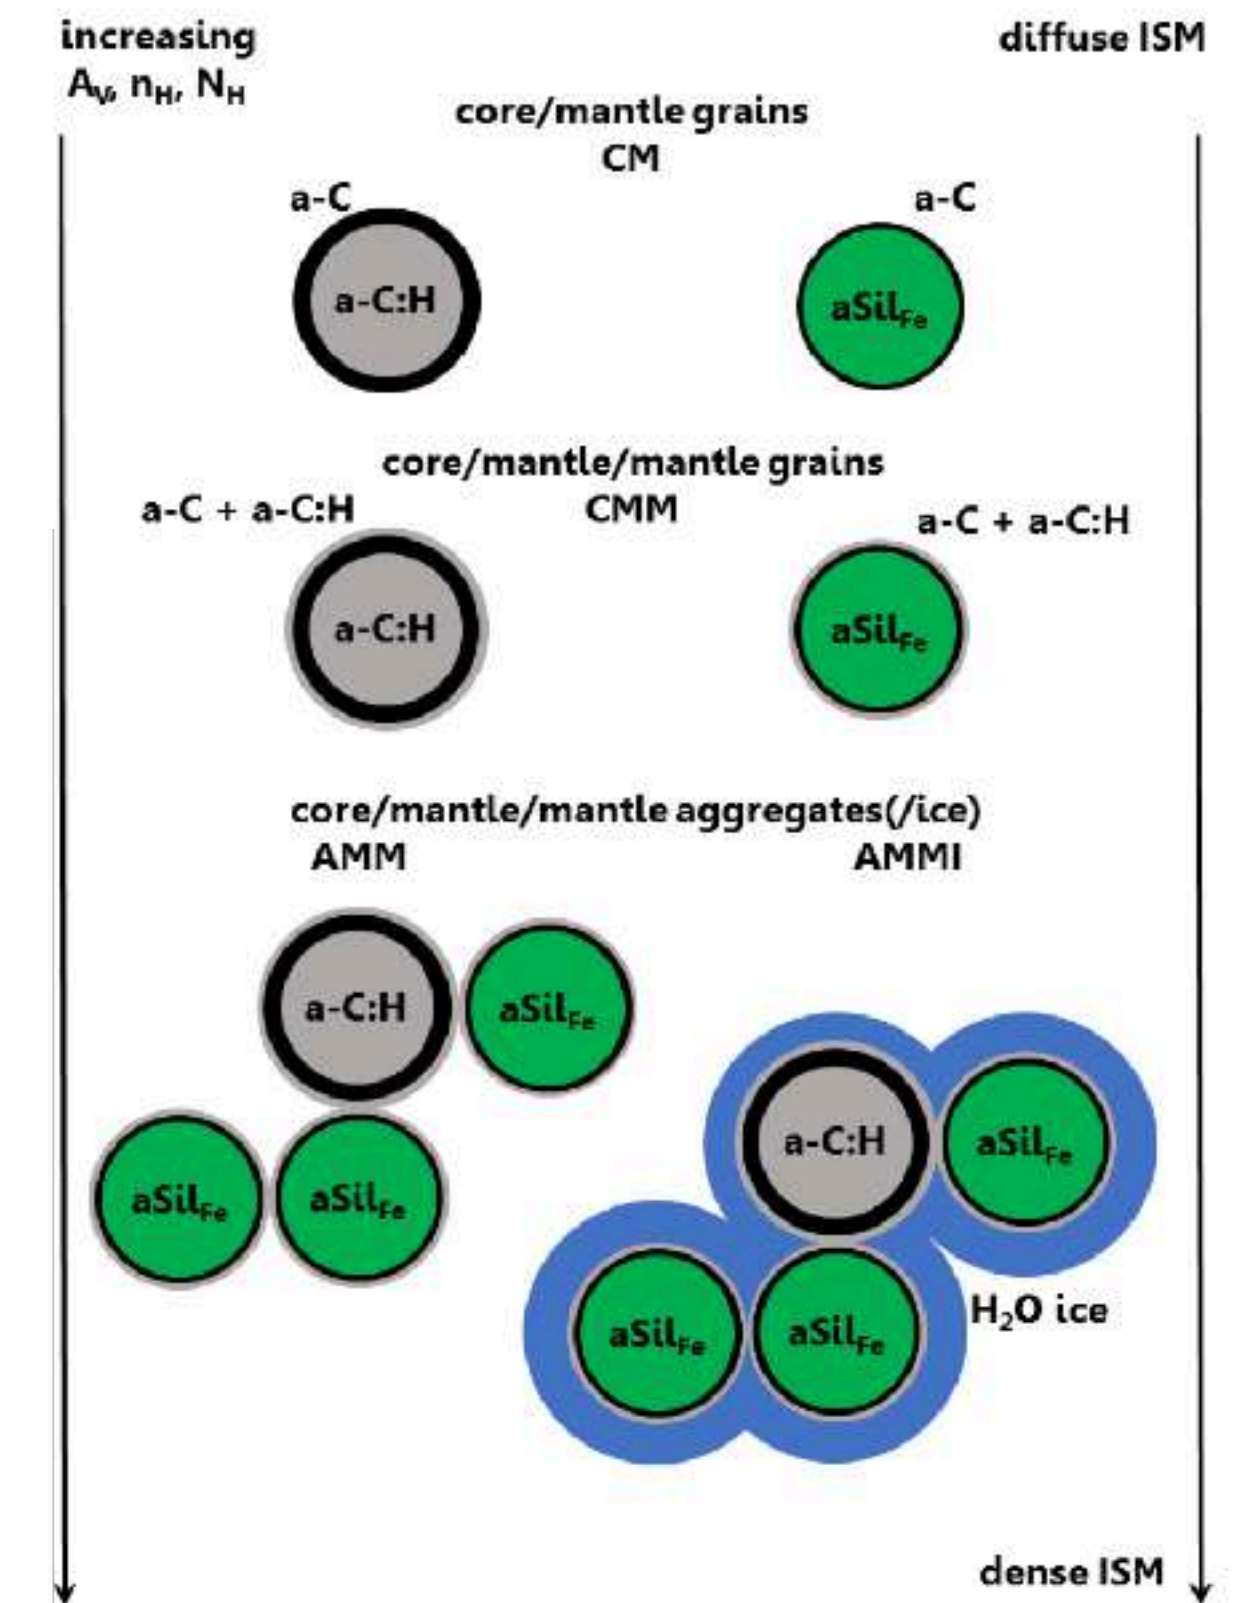 increasing
A_V, n_H, N_H
diffuse ISM
core/mantle grains
CM
a-C
a-C
a-C:H
aSil_Fe
core/mantle/mantle grains
CMM
a-C + a-C:H
a-C + a-C:H
a-C:H
aSil_Fe
core/mantle/mantle aggregates(/ice)
AMM
AMMI
a-C:H
aSil_Fe
aSil_Fe
aSil_Fe
a-C:H
aSil_Fe
aSil_Fe
aSil_Fe
H₂O ice
dense ISM